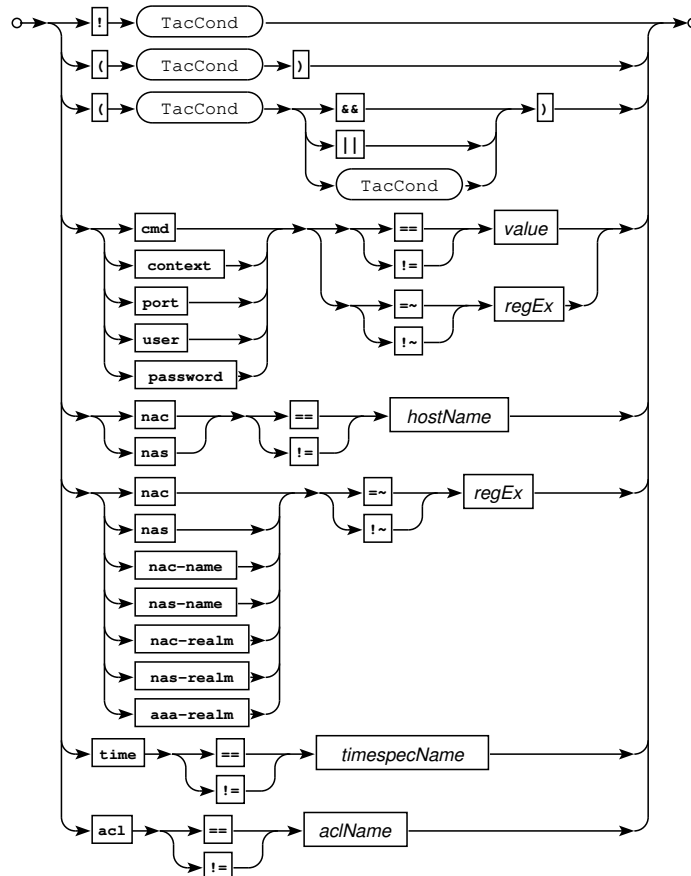 ! TacCond
( TacCond )
( TacCond && )
||
TacCond
cmd == value
context !=
port =~ regEx
user !~
password
nac == hostName
nas !=
nac =~ regEx
nas !~
nac-name
nas-name
nac-realm
nas-realm
aaa-realm
time == timespecName
!=
acl == aclName
!=